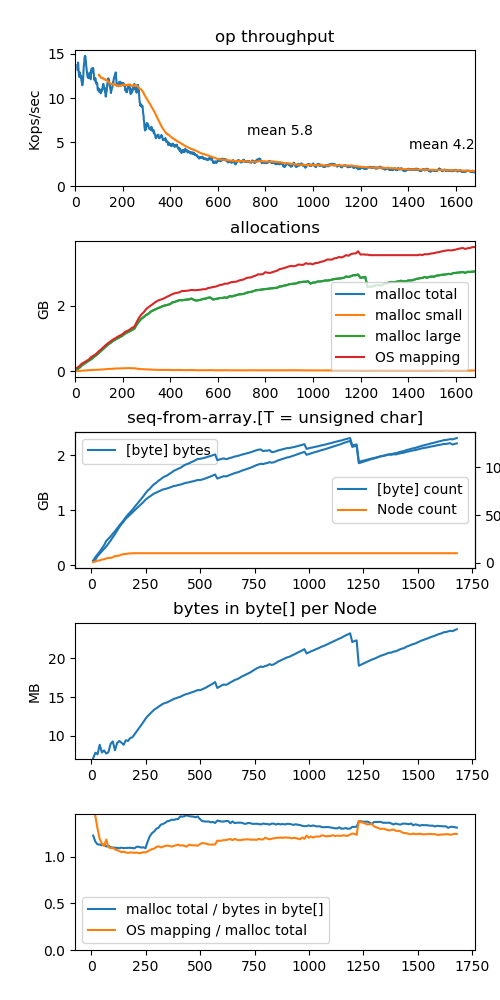 op throughput
15
10
5
0
Kops/sec
mean 5.8
mean 4.2
0 200 400 600 800 1000 1200 1400 1600
allocations
2
0
GB
malloc total
malloc small
malloc large
OS mapping
0 200 400 600 800 1000 1200 1400 1600
seq-from-array.[T = unsigned char]
2
1
0
GB
[byte] bytes
[byte] count
Node count
10
50
0
0 250 500 750 1000 1250 1500 1750
bytes in byte[] per Node
20
15
10
MB
0 250 500 750 1000 1250 1500 1750
1.0
0.5
0.0
malloc total / bytes in byte[]
OS mapping / malloc total
0 250 500 750 1000 1250 1500 1750